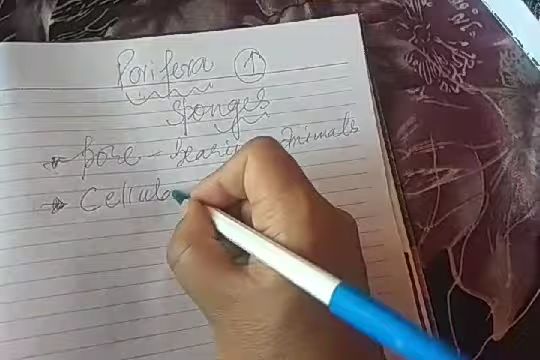 Porifera 1
Sponges
Pore - bearing animals
Cellula